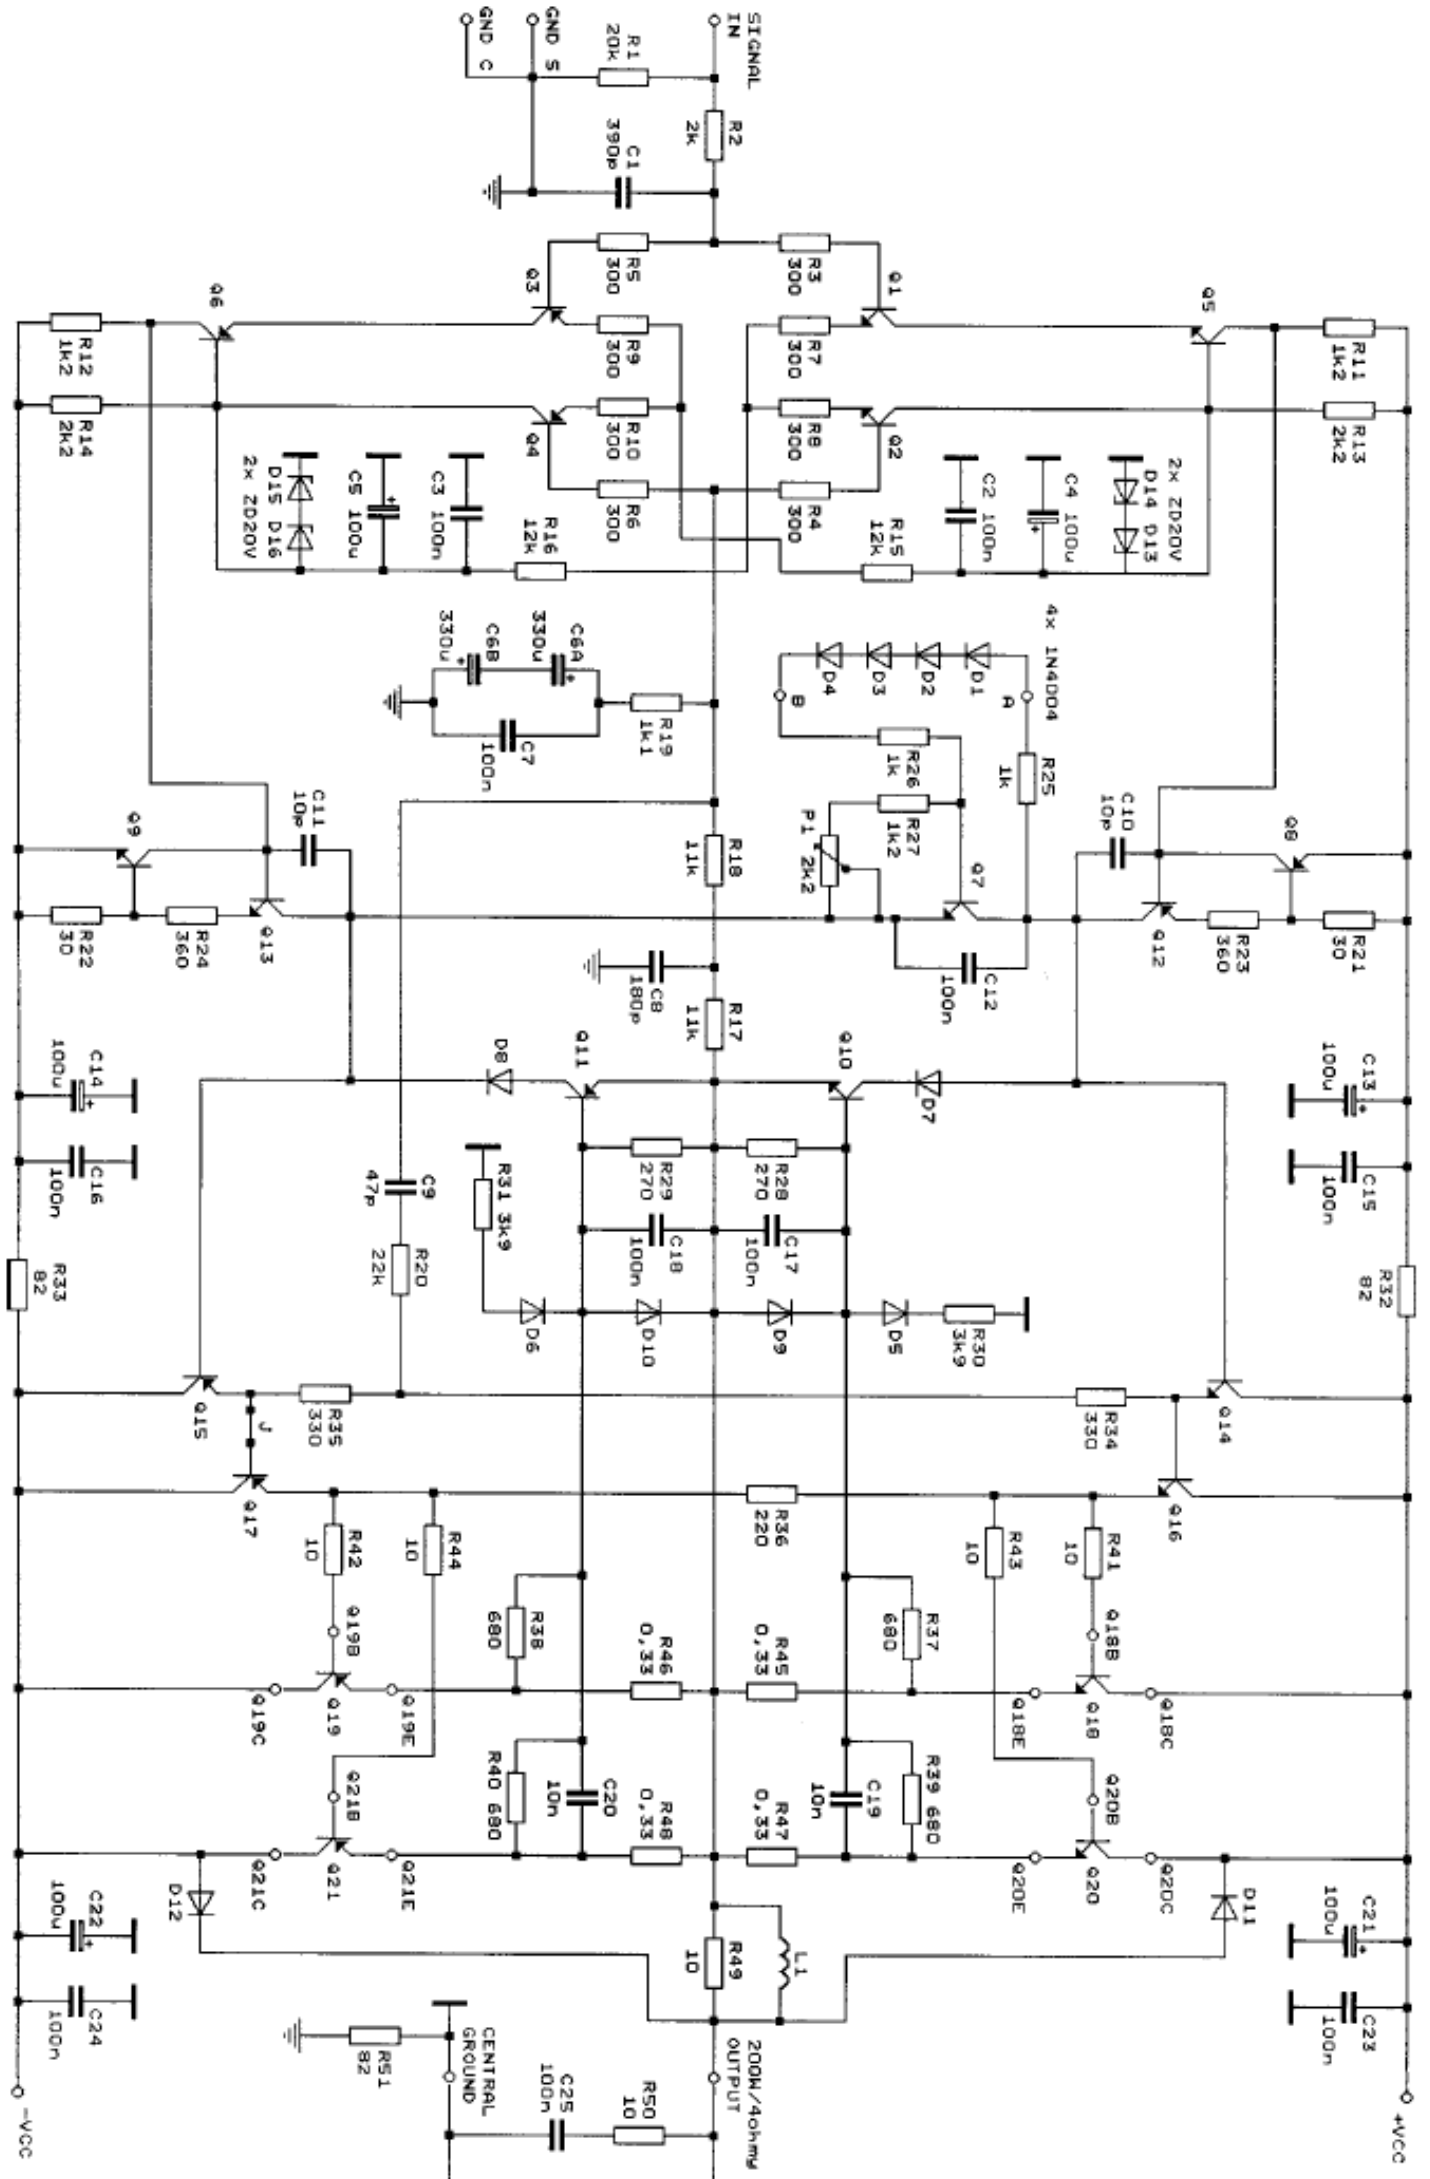 SIGNAL
IN
GND S
GND C
R1
20k
R2
2k
C1
390p
R3
300
R5
300
Q1
Q3
Q5
Q6
R7
300
R9
300
R11
1k2
R12
1k2
R8
300
R10
300
Q2
Q4
R13
2k2
R14
2k2
R4
300
R6
300
2x ZD20V
D14 D13
C4 100u
C2 100n
R15
12k
R16
12k
C3 100n
C5 100u
D15 D16
2x ZD20V
4x 1N4004
D1
D2
D3
D4
A
B
R25
1k
R26
1k
R27
1k2
P1
2k2
Q7
C12
100n
C6A
330u
C6B
330u
C7
100n
R19
1k1
R18
11k
C8
180p
R17
11k
C10
10p
C11
10p
Q8
Q9
R21
30
R23
360
Q12
Q13
R24
360
R22
30
C13
100u
C15
100n
C14
100u
C16
100n
R32
82
R33
82
D7
Q10
Q11
D8
R28
270
R29
270
C17
100n
C18
100n
R31 3k9
R30
3k9
D5
D9
D10
D6
C9
47p
R20
22k
Q14
R34
330
R35
330
Q15
J
Q16
R36
220
Q17
R41
10
R43
10
R44
10
R42
10
Q18B
Q18C
Q18
Q18E
R37
680
R45
0,33
R46
0,33
R38
680
Q19B
Q19E
Q19
Q19C
Q20B
Q20C
Q20
Q20E
R39 680
C19
10n
R47
0,33
R48
0,33
C20
10n
R40 680
Q21B
Q21E
Q21
Q21C
D11
D12
L1
R49
10
C21
100u
C23
100n
C22
100u
C24
100n
200W/4ohmy
OUTPUT
CENTRAL
GROUND
R51
82
R50
10
C25
100n
+VCC
-VCC